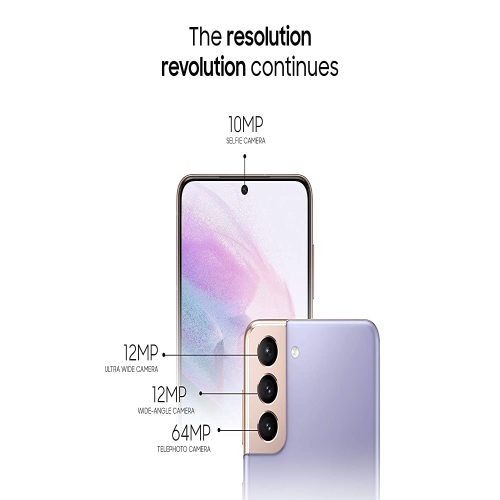 The resolution
revolution continues
10MP
SELFIE CAMERA
12MP
ULTRA WIDE CAMERA
12MP
WIDE-ANGLE CAMERA
64MP
TELEPHOTO CAMERA